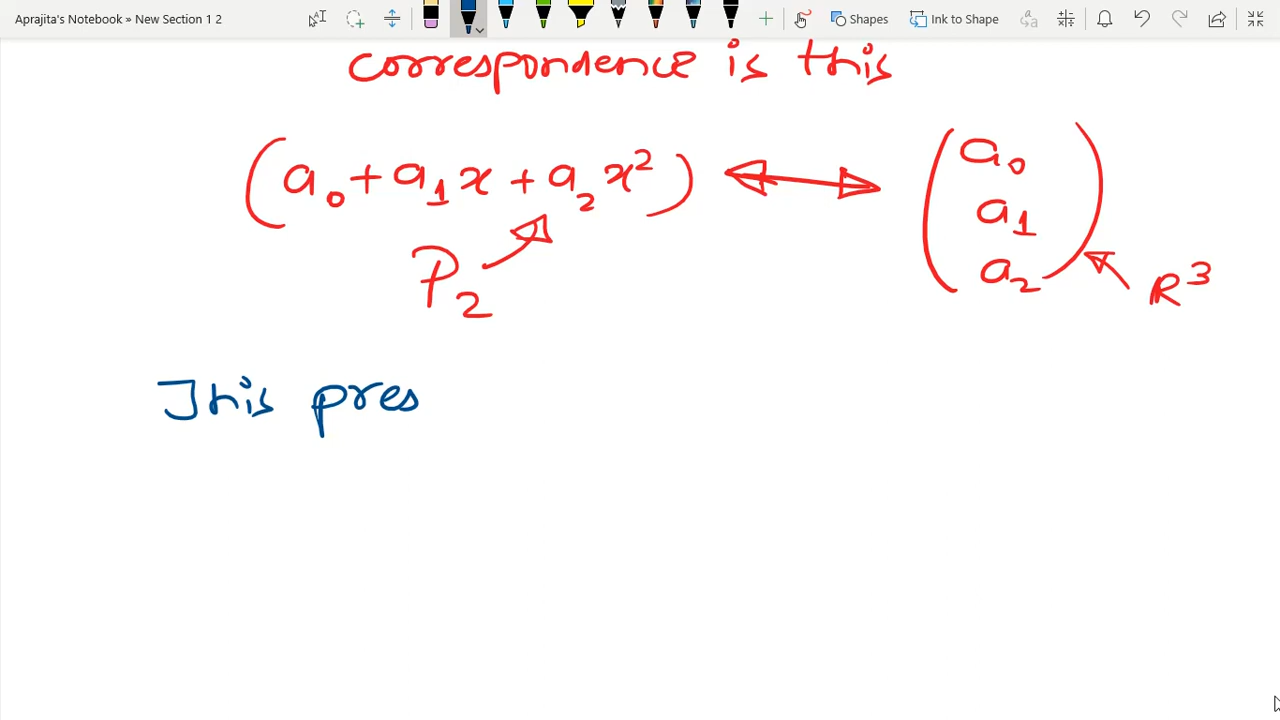 Aprajita's Notebook » New Section 1 2
Shapes
Ink to Shape
correspondence is this
(a₀ + a₁x + a₂x²) ↔ (a₀ a₁ a₂)
P₂
R³
This pres